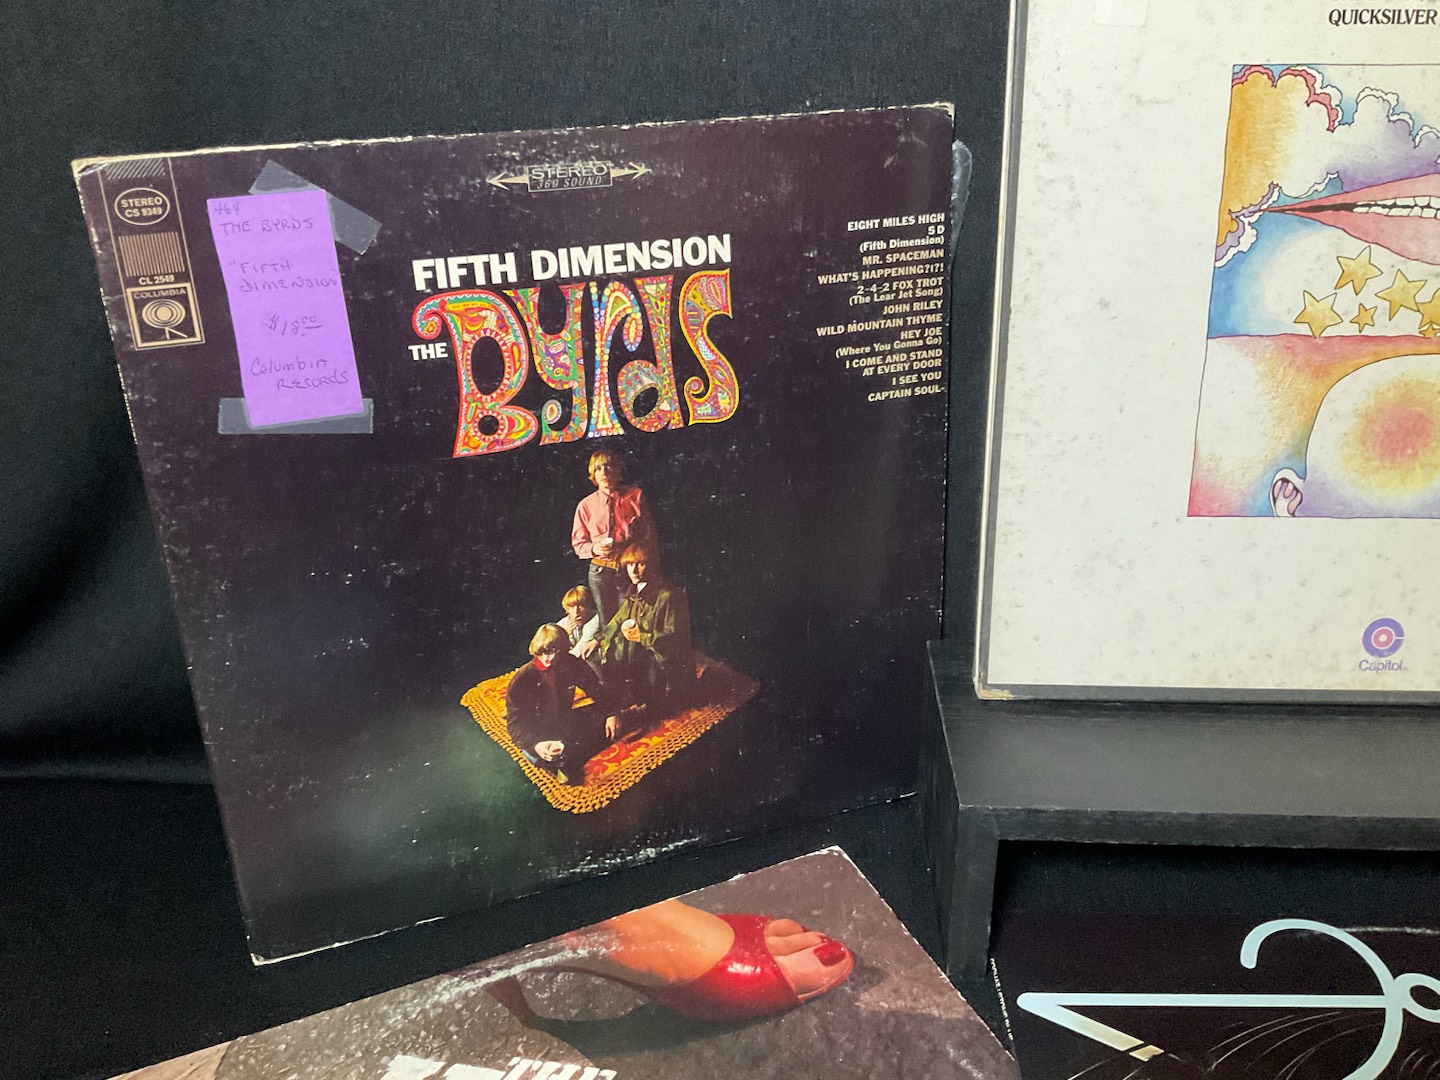 STEREO
CS 9349
CL 2549
COLUMBIA
THE BYRDS
"FIFTH
DIMENSION
$18.00
Columbia
Records
STEREO
360 SOUND
FIFTH DIMENSION
THE Byrds
EIGHT MILES HIGH
5 D
(Fifth Dimension)
MR. SPACEMAN
WHAT'S HAPPENING?!?!
2-4-2 FOX TROT
(The Lear Jet Song)
JOHN RILEY
WILD MOUNTAIN THYME
HEY JOE
(Where You Gonna Go)
I COME AND STAND
AT EVERY DOOR
I SEE YOU
CAPTAIN SOUL-
QUICKSILVER
Capitol
THE